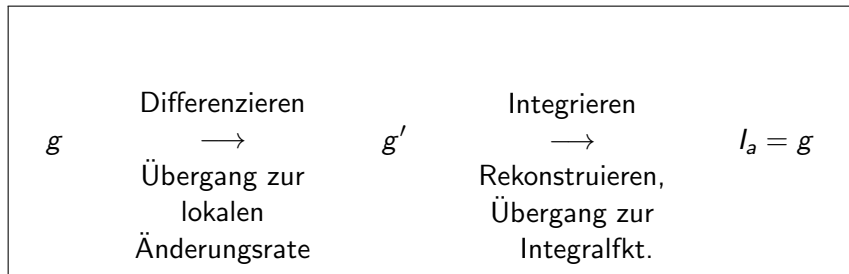 Differenzieren Integrieren
g ⟶ g′ ⟶ I_a = g
Übergang zur Rekonstruieren,
lokalen Übergang zur
Änderungsrate Integralfkt.